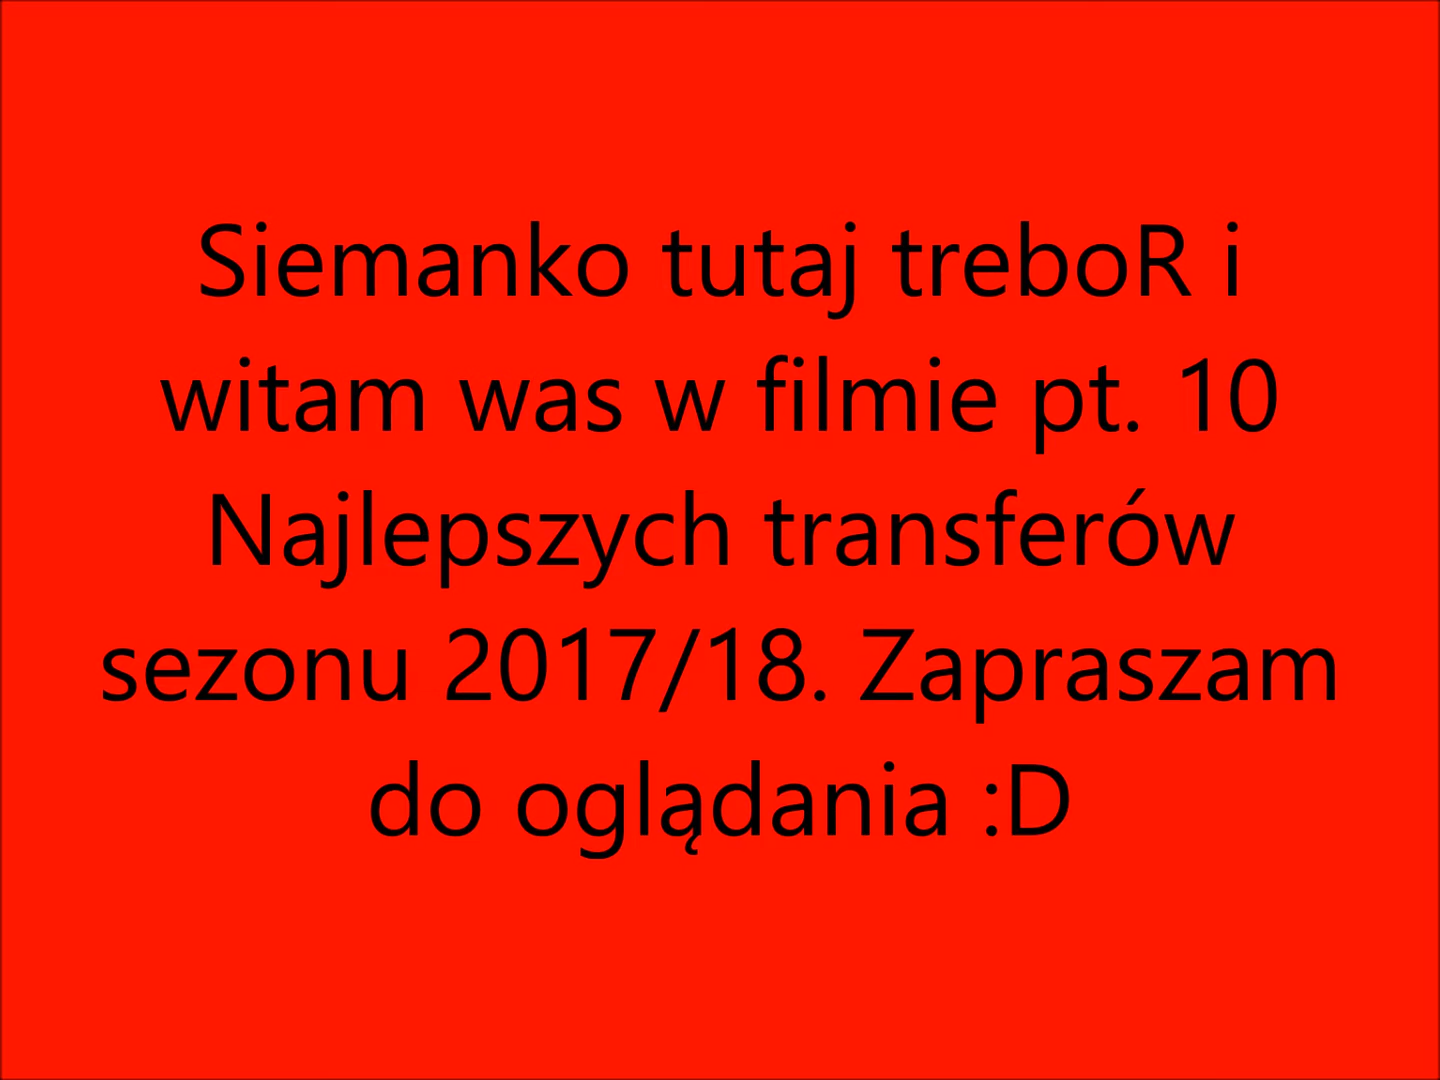 Siemanko tutaj treboR i
witam was w filmie pt. 10
Najlepszych transferów
sezonu 2017/18. Zapraszam
do oglądania :D